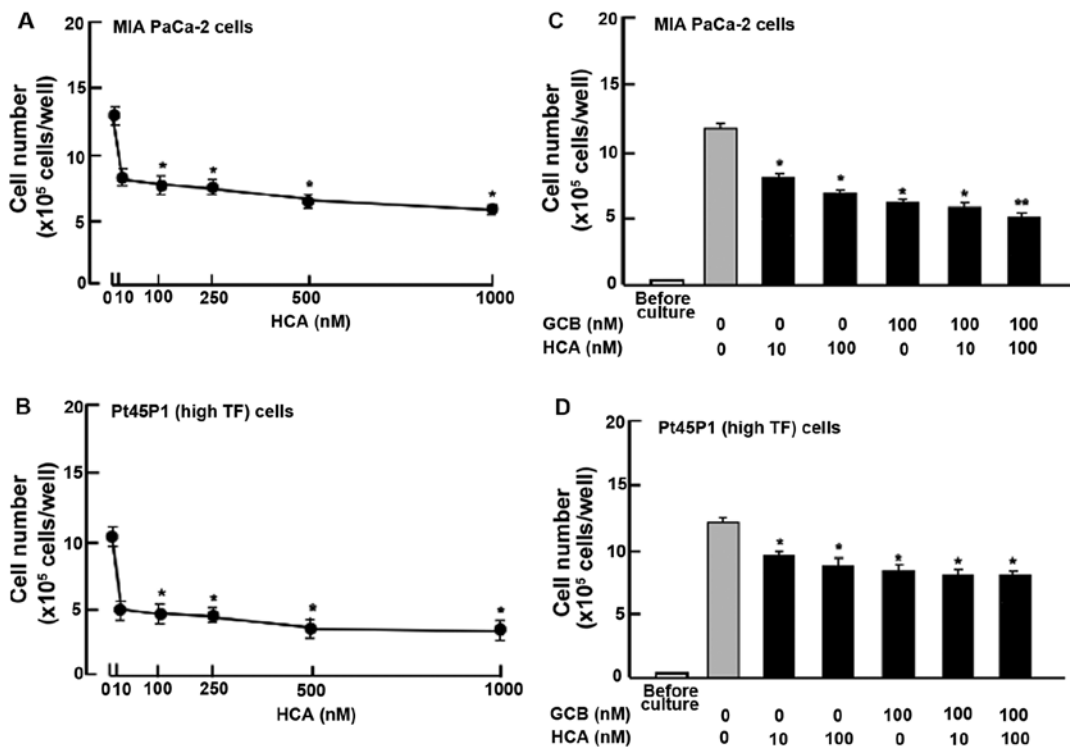 A
MIA PaCa-2 cells
Cell number
(x10⁵ cells/well)
20
15
10
5
0
* * * *
0 10 100 250 500 1000
HCA (nM)
B
Pt45P1 (high TF) cells
Cell number
(x10⁵ cells/well)
20
15
10
5
0
* * * *
0 10 100 250 500 1000
HCA (nM)
C
MIA PaCa-2 cells
Cell number
(x10⁵ cells/well)
20
15
10
5
0
* * * * **
Before
culture
GCB (nM) 0 0 0 100 100 100
HCA (nM) 0 10 100 0 10 100
D
Pt45P1 (high TF) cells
Cell number
(x10⁵ cells/well)
20
15
10
5
0
* * * * *
Before
culture
GCB (nM) 0 0 0 100 100 100
HCA (nM) 0 10 100 0 10 100